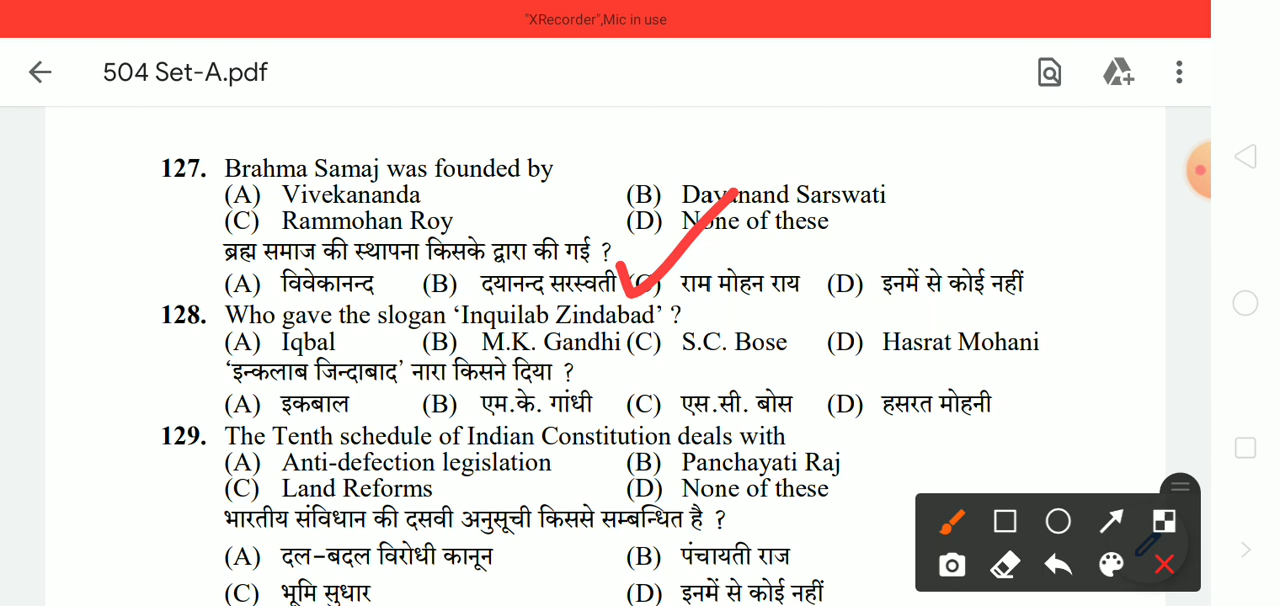 "XRecorder",Mic in use
504 Set-A.pdf
127. Brahma Samaj was founded by
(A) Vivekananda (B) Dayanand Sarswati
(C) Rammohan Roy (D) None of these
ब्रह्म समाज की स्थापना किसके द्वारा की गई ?
(A) विवेकानन्द (B) दयानन्द सरस्वती (C) राम मोहन राय (D) इनमें से कोई नहीं
128. Who gave the slogan ‘Inquilab Zindabad’ ?
(A) Iqbal (B) M.K. Gandhi (C) S.C. Bose (D) Hasrat Mohani
‘इन्कलाब जिन्दाबाद’ नारा किसने दिया ?
(A) इकबाल (B) एम.के. गांधी (C) एस.सी. बोस (D) हसरत मोहनी
129. The Tenth schedule of Indian Constitution deals with
(A) Anti-defection legislation (B) Panchayati Raj
(C) Land Reforms (D) None of these
भारतीय संविधान की दसवी अनुसूची किससे सम्बन्धित है ?
(A) दल-बदल विरोधी कानून (B) पंचायती राज
(C) भूमि सुधार (D) इनमें से कोई नहीं